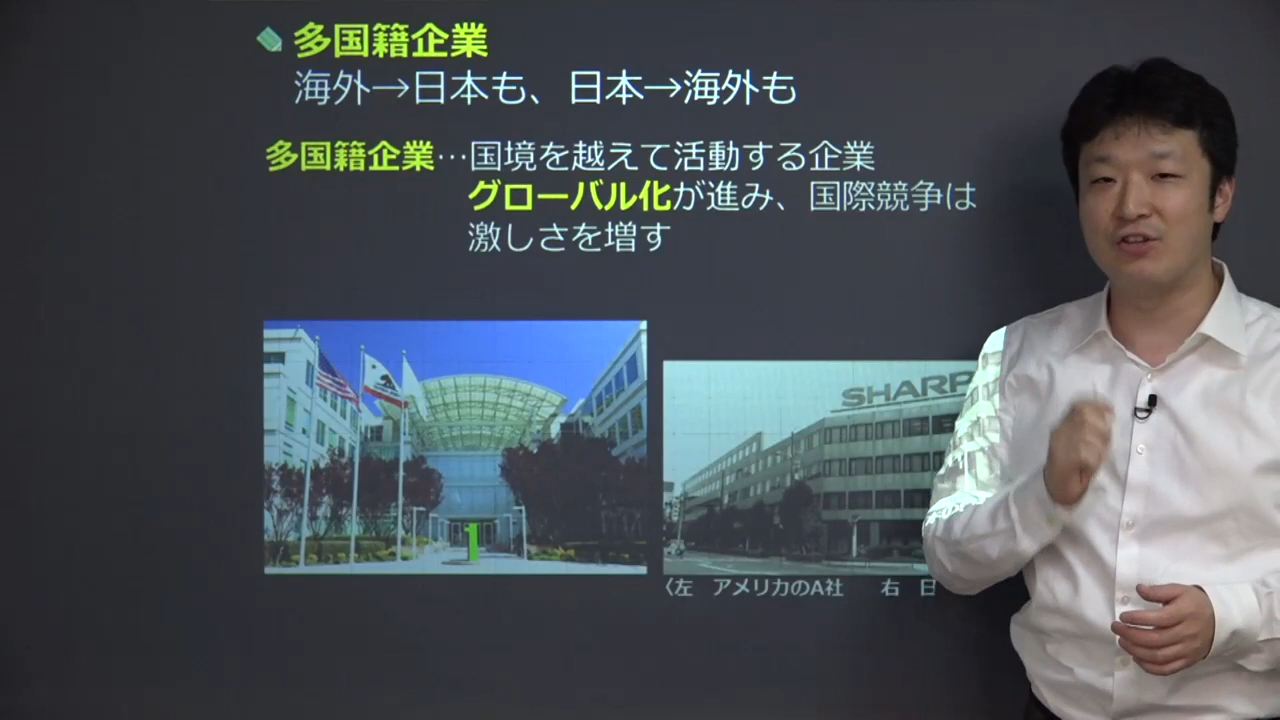 多国籍企業
海外→日本も、日本→海外も
多国籍企業…国境を越えて活動する企業
グローバル化が進み、国際競争は
激しさを増す
SHARP
1
〈左 アメリカのA社 右 日